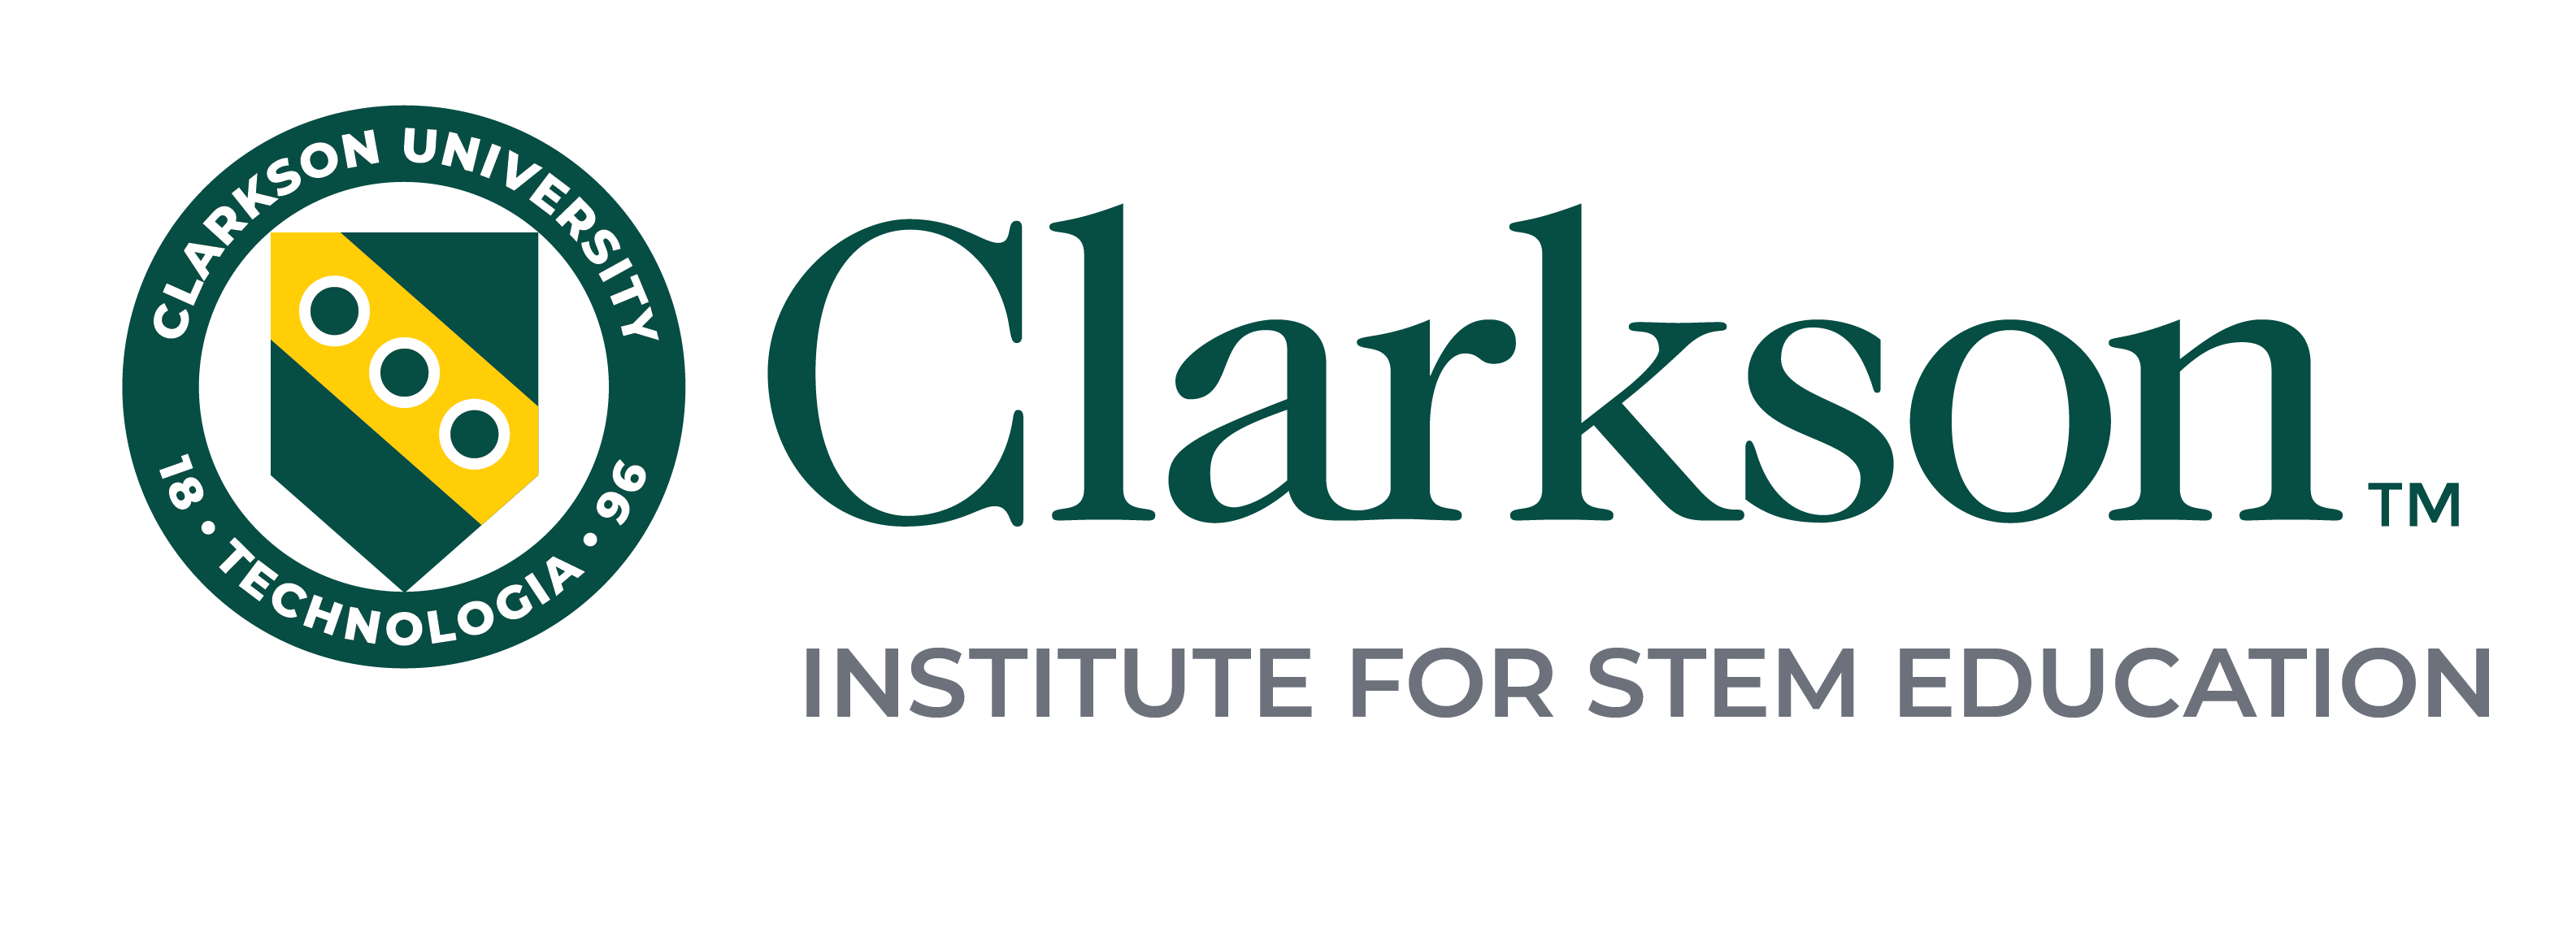 CLARKSON UNIVERSITY
18 • TECHNOLOGIA • 96
Clarkson™
INSTITUTE FOR STEM EDUCATION